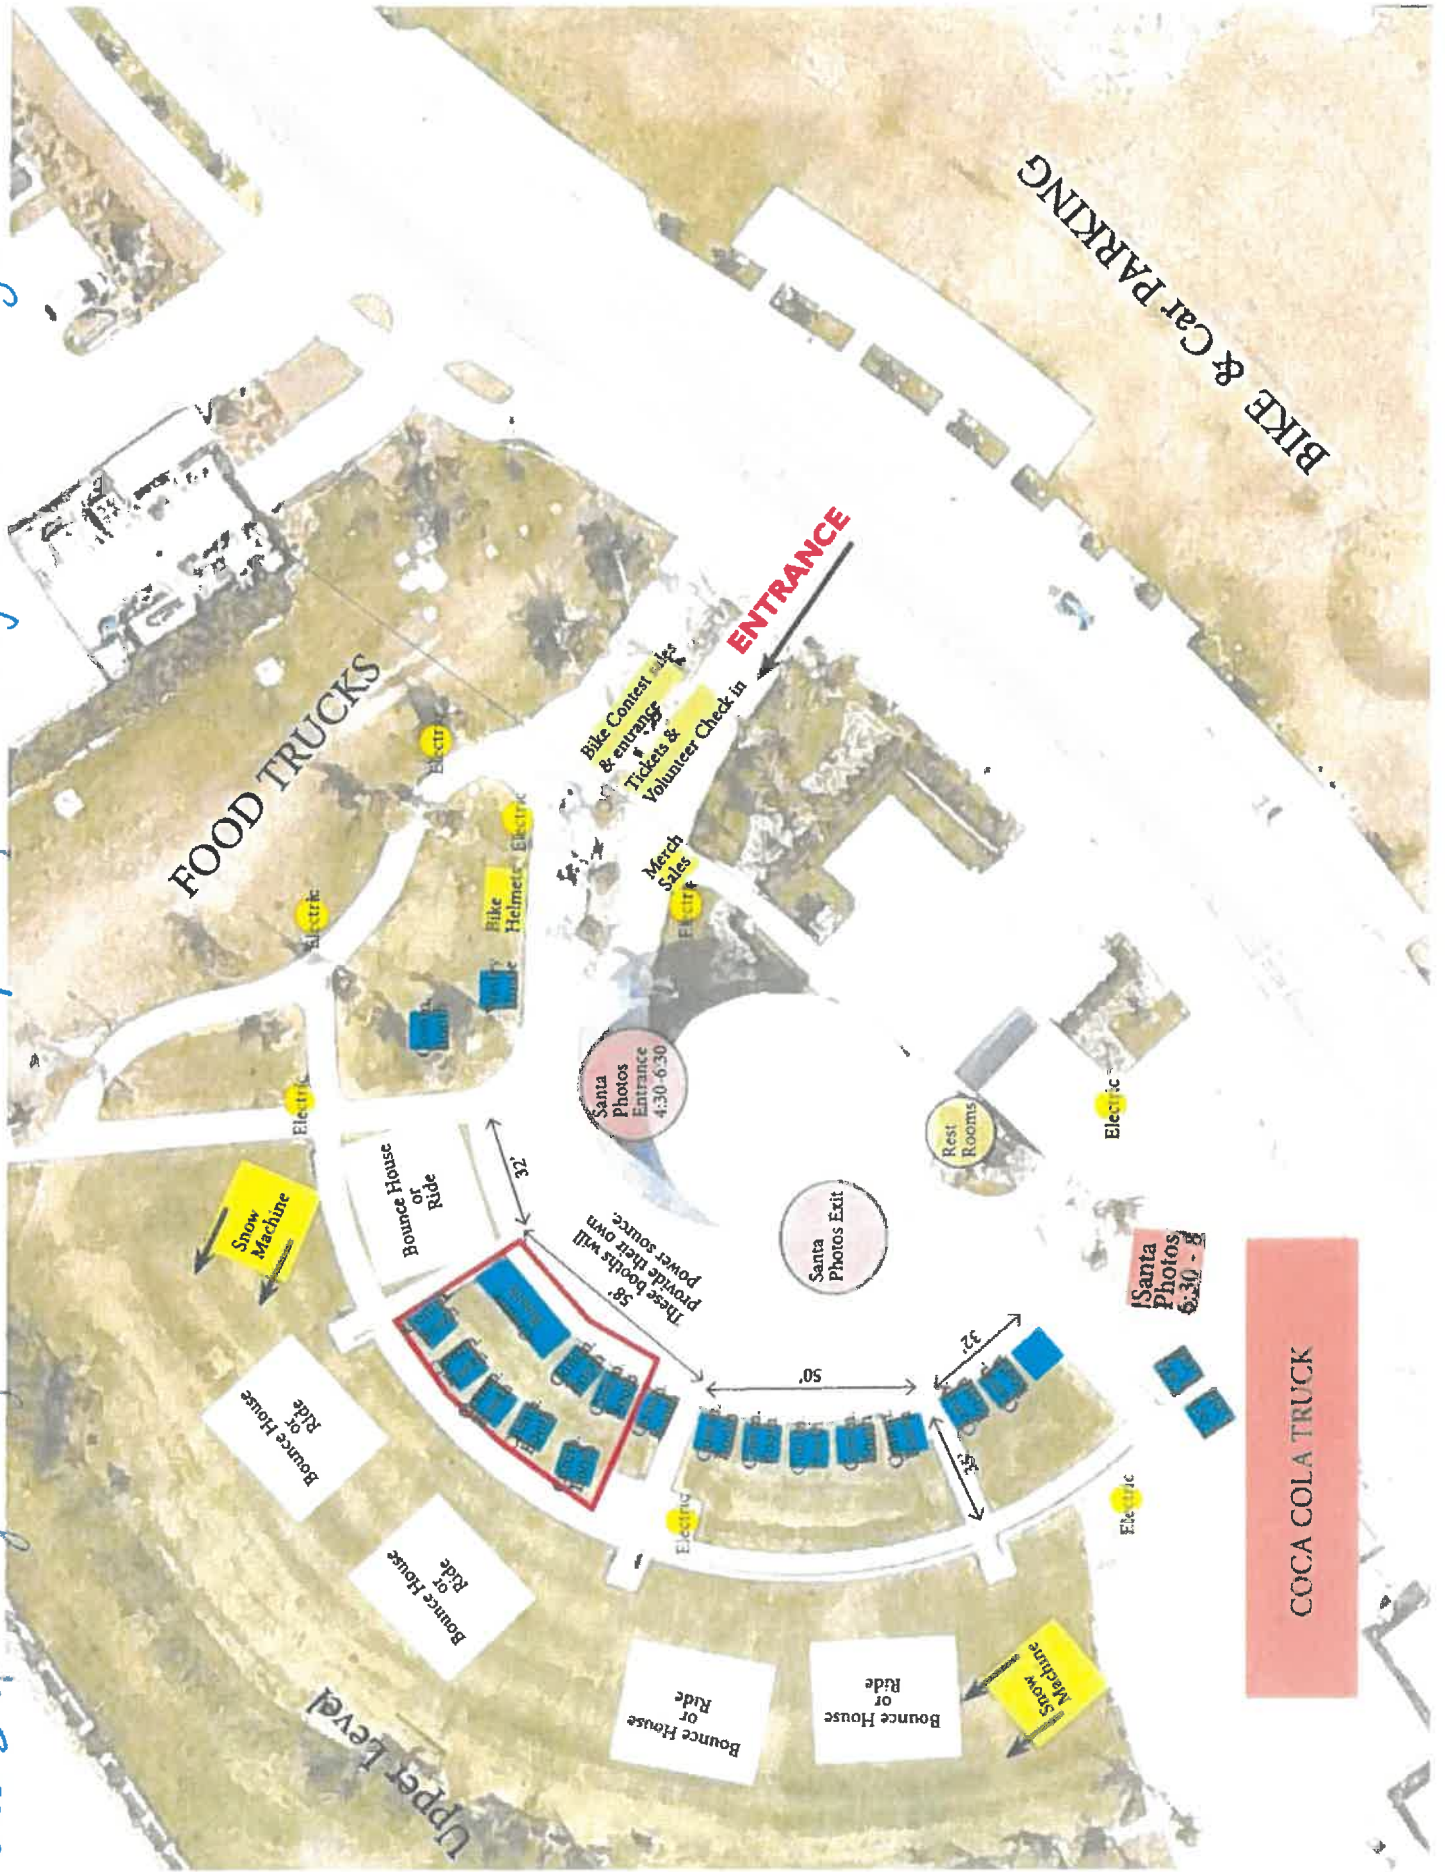 BIKE & Car PARKING
FOOD TRUCKS
ENTRANCE
Bike Contest sales
& entrance
Tickets &
Volunteer Check in
Merch
Sales
Electric
Electric
Electric
Electric
Electric
Bike
Helmets
Santa
Photos
Entrance
4:30-6:30
Rest
Rooms
Electric
Santa
Photos Exit
Snow
Machine
Bounce House
or
Ride
32'
58'
These booths will
provide their own
power source.
Bounce House
or
Ride
Bounce House
or
Ride
Bounce House
or
Ride
Bounce House
or
Ride
50'
32'
35'
Electric
Electric
Santa
Photos
6:30 - 8
Snow
Machine
COCA COLA TRUCK
Upper Level